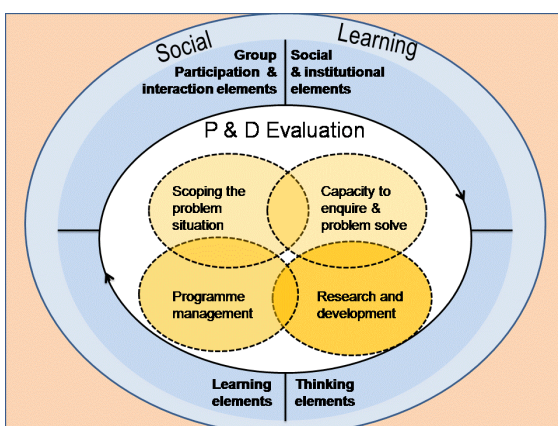 Social Learning
Group
Participation &
interaction elements
Social
& institutional
elements
P & D Evaluation
Scoping the
problem
situation
Capacity to
enquire &
problem solve
Programme
management
Research and
development
Learning
elements
Thinking
elements